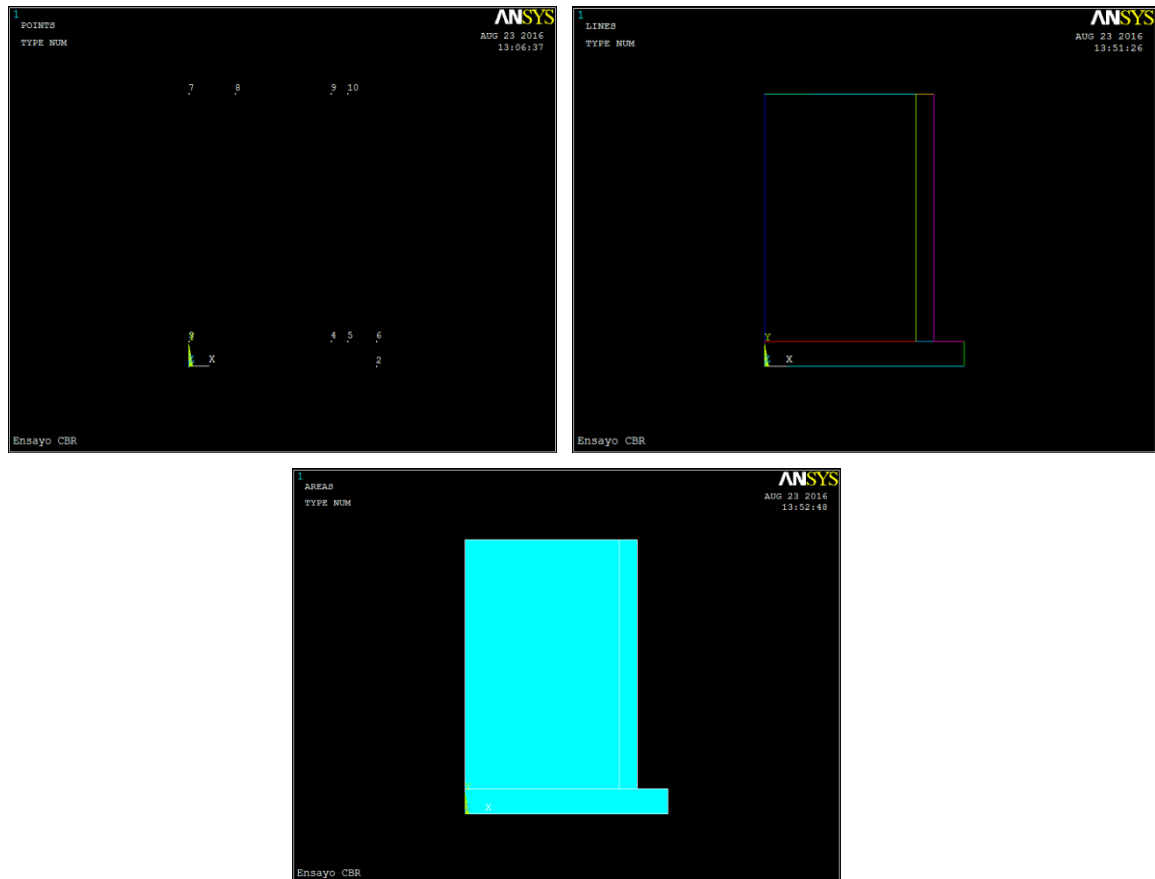 1
POINTS
TYPE NUM
ANSYS
AUG 23 2016
13:06:37
7 8 9 10
Y
4 5 6
X
2
Ensayo CBR
1
LINES
TYPE NUM
ANSYS
AUG 23 2016
13:51:26
Y
X
Ensayo CBR
1
AREAS
TYPE NUM
ANSYS
AUG 23 2016
13:52:48
X
Ensayo CBR